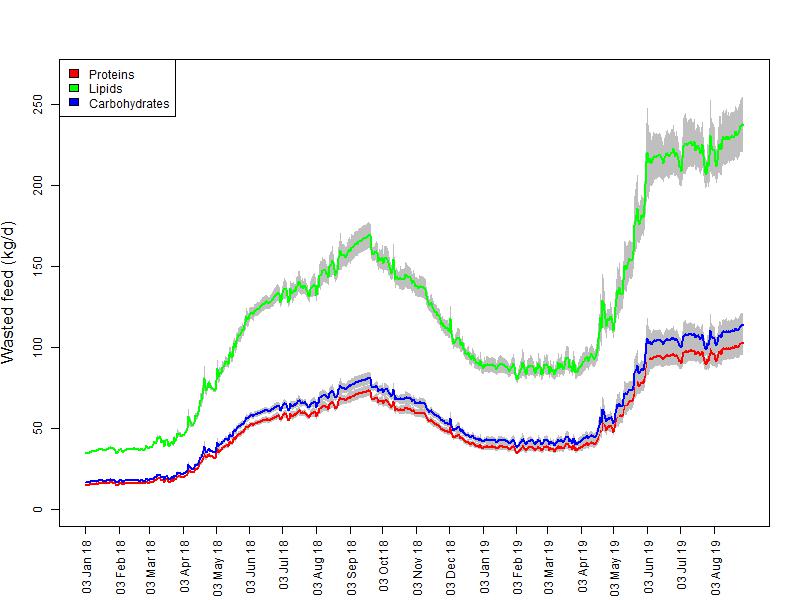 Proteins
Lipids
Carbohydrates
Wasted feed (kg/d)
250
200
150
100
50
0
03 Jan 18
03 Feb 18
03 Mar 18
03 Apr 18
03 May 18
03 Jun 18
03 Jul 18
03 Aug 18
03 Sep 18
03 Oct 18
03 Nov 18
03 Dec 18
03 Jan 19
03 Feb 19
03 Mar 19
03 Apr 19
03 May 19
03 Jun 19
03 Jul 19
03 Aug 19